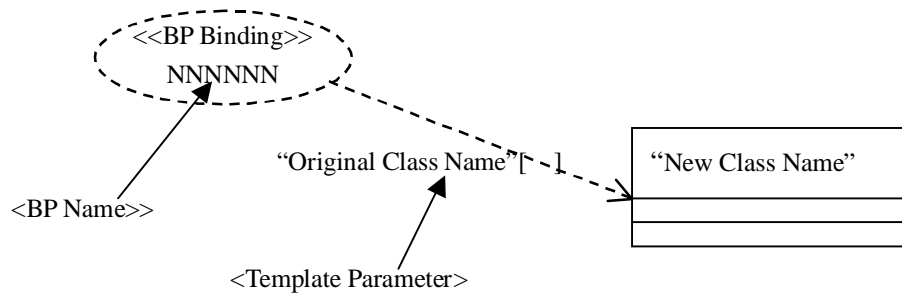 <<BP Binding>>
NNNNNN
“Original Class Name”[ ]
“New Class Name”
<BP Name>>
<Template Parameter>